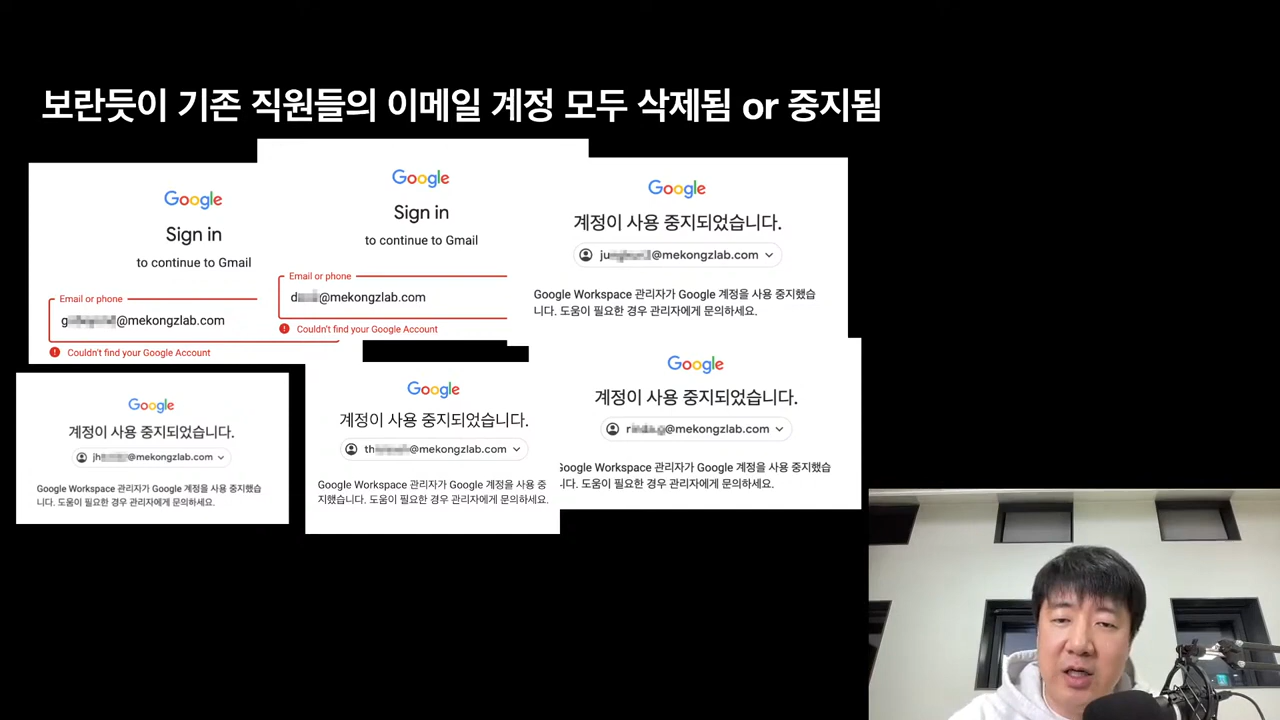 보란듯이 기존 직원들의 이메일 계정 모두 삭제됨 or 중지됨
Google
Sign in
to continue to Gmail
Email or phone
g@mekongzlab.com
Couldn't find your Google Account
Google
Sign in
to continue to Gmail
Email or phone
d@mekongzlab.com
Couldn't find your Google Account
Google
계정이 사용 중지되었습니다.
ju@mekongzlab.com
Google Workspace 관리자가 Google 계정을 사용 중지했습
니다. 도움이 필요한 경우 관리자에게 문의하세요.
Google
계정이 사용 중지되었습니다.
jh@mekongzlab.com
Google Workspace 관리자가 Google 계정을 사용 중지했습
니다. 도움이 필요한 경우 관리자에게 문의하세요.
Google
계정이 사용 중지되었습니다.
th@mekongzlab.com
Google Workspace 관리자가 Google 계정을 사용 중
지했습니다. 도움이 필요한 경우 관리자에게 문의하세요.
Google
계정이 사용 중지되었습니다.
r@mekongzlab.com
Google Workspace 관리자가 Google 계정을 사용 중지했습
니다. 도움이 필요한 경우 관리자에게 문의하세요.